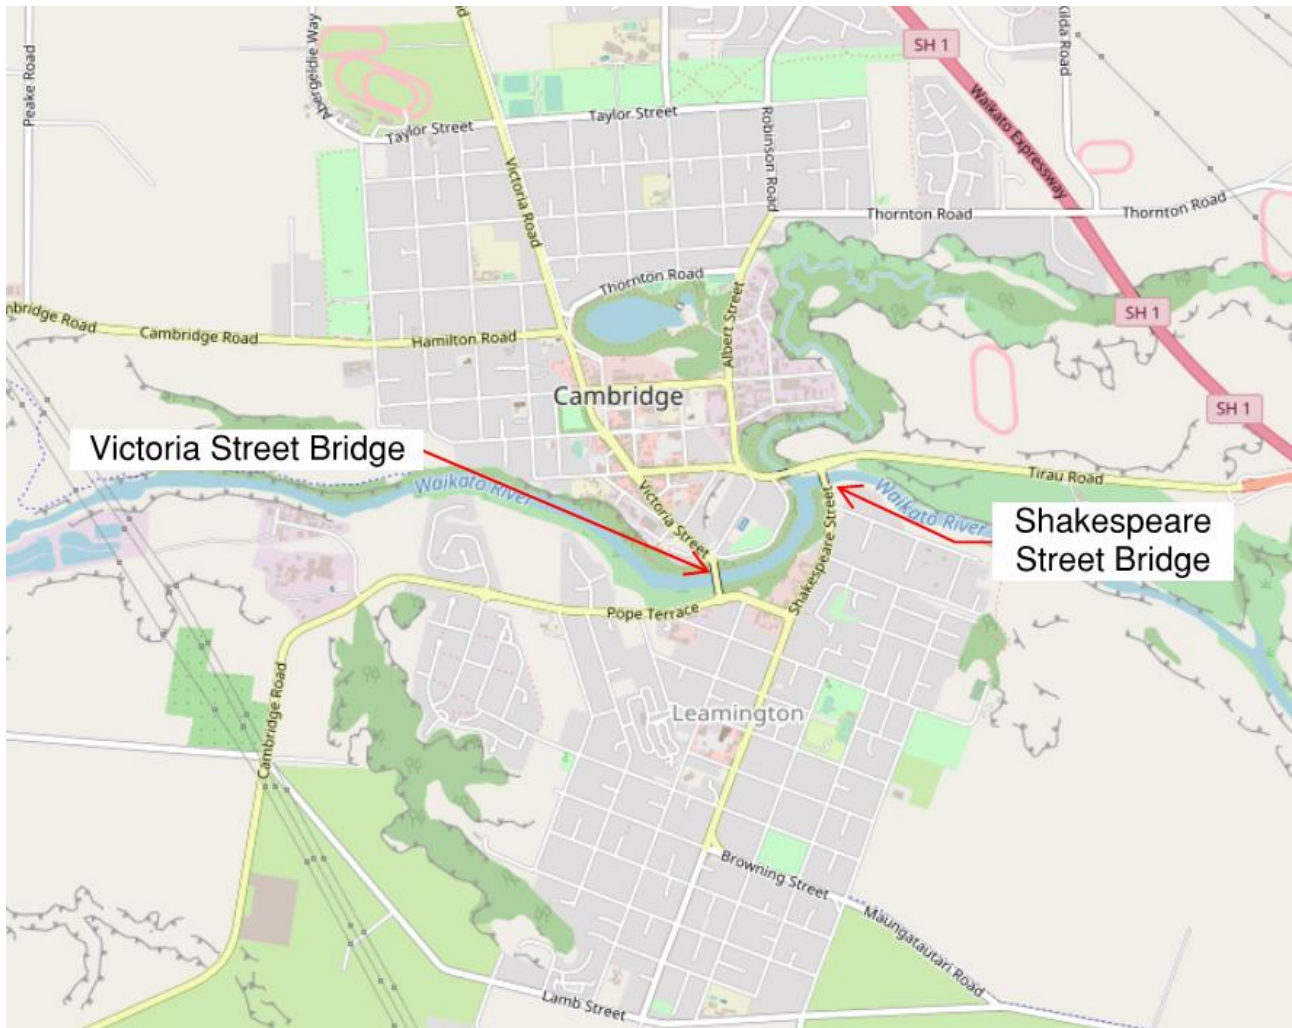 SH 1
Peake Road
Abergeldie Way
Kilda Road
Taylor Street
Taylor Street
Waikato Expressway
Robinson Road
Victoria Road
Thornton Road
Thornton Road
Thornton Road
mbridge Road
Cambridge Road
Hamilton Road
Albert Street
SH 1
Cambridge
SH 1
Victoria Street Bridge
Waikato River
Victoria Street
Tirau Road
Waikato River
Shakespeare
Street Bridge
Shakespeare Street
Pope Terrace
Cambridge Road
Leamington
Browning Street
Maungatautari Road
Lamb Street